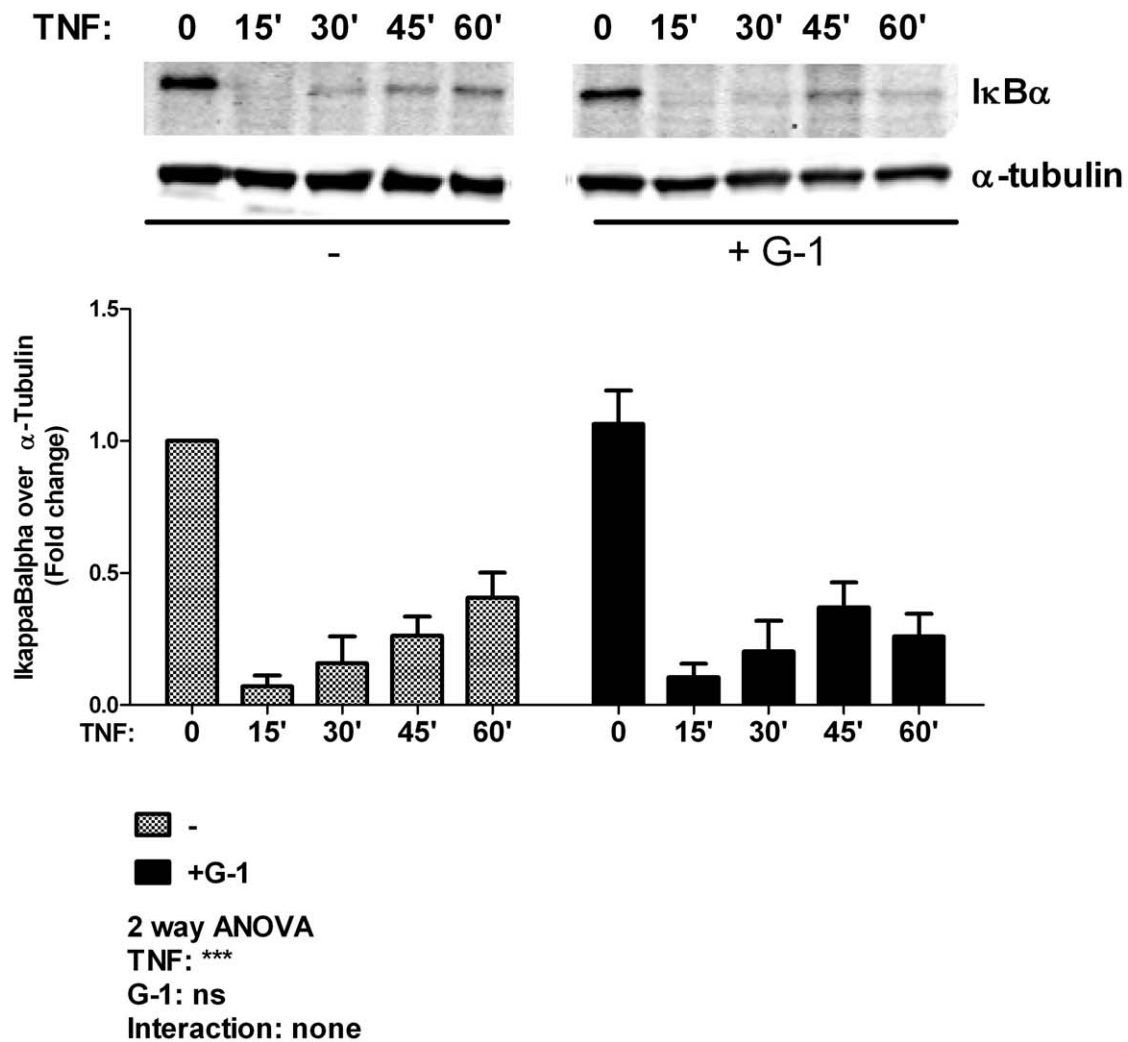 TNF: 0 15' 30' 45' 60' 0 15' 30' 45' 60'
IκBα
α-tubulin
- + G-1
IkappaBalpha over α-Tubulin
(Fold change)
1.5
1.0
0.5
0.0
TNF: 0 15' 30' 45' 60' 0 15' 30' 45' 60'
-
+G-1
2 way ANOVA
TNF: ***
G-1: ns
Interaction: none